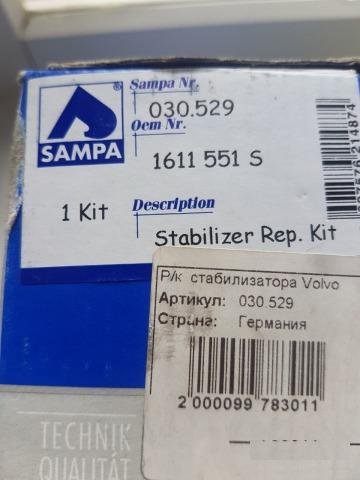 Sampa Nr.
030.529
Oem Nr.
SAMPA
1611 551 S
1 Kit
Description
Stabilizer Rep. Kit
Р/к стабилизатора Volvo
Артикул: 030.529
Страна: Германия
2 000099 783011
TECHNIK
QUALITÄT